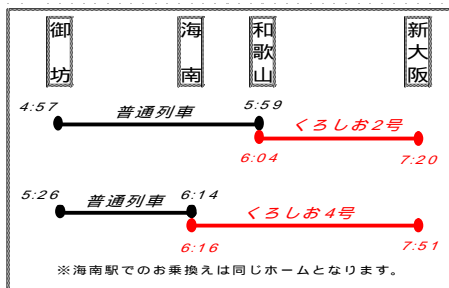 御坊
海南
和歌山
新大阪
4:57
普通列車
5:59
くろしお2号
6:04
7:20
5:26
普通列車
6:14
くろしお4号
6:16
7:51
※海南駅でのお乗換えは同じホームとなります。